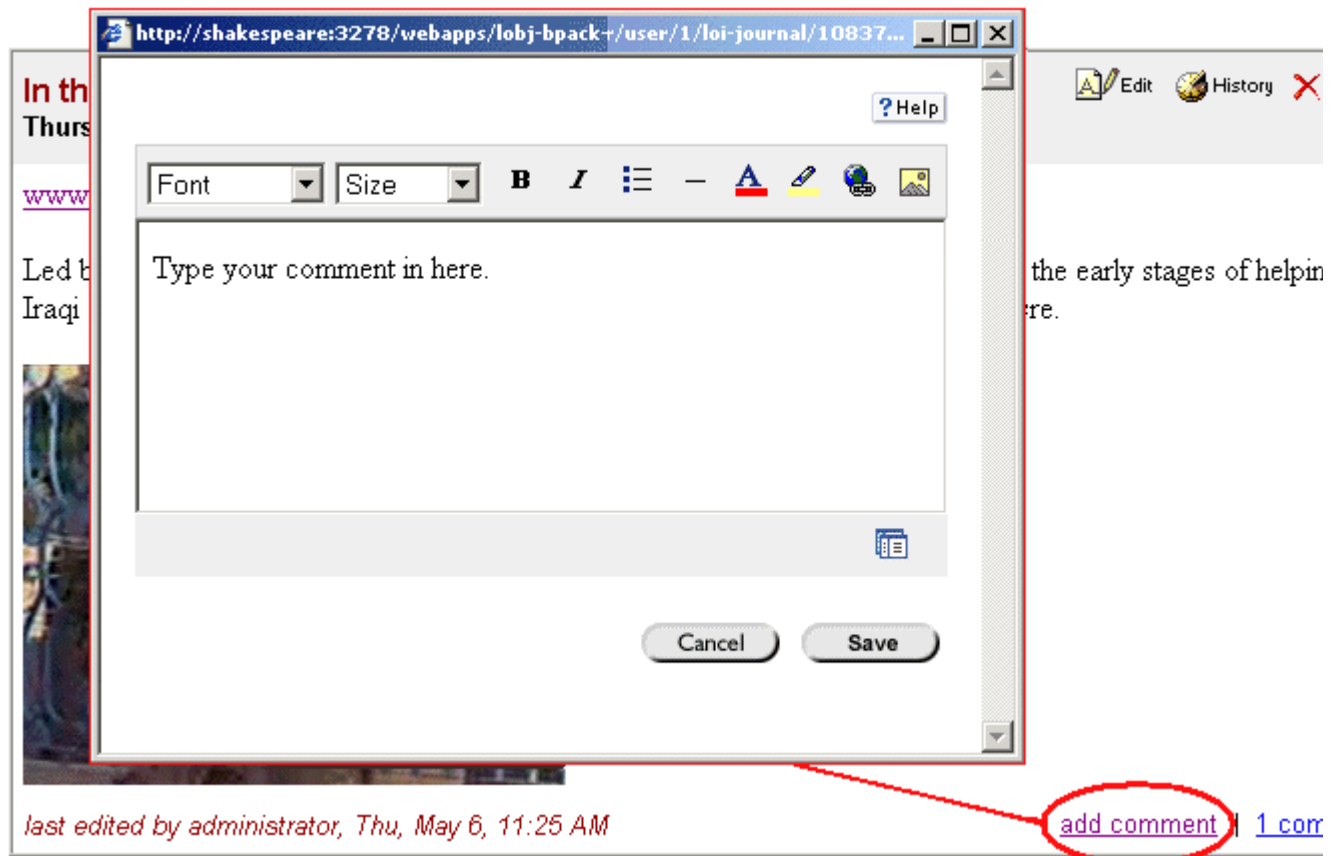 http://shakespeare:3278/webapps/lobj-bpack-r/user/1/loi-journal/10837...
In th
Edit History
Thurs
? Help
Font Size B I A
www
Type your comment in here.
Led b
the early stages of helpin
Iraqi
re.
Cancel Save
last edited by administrator, Thu, May 6, 11:25 AM
add comment | 1 com